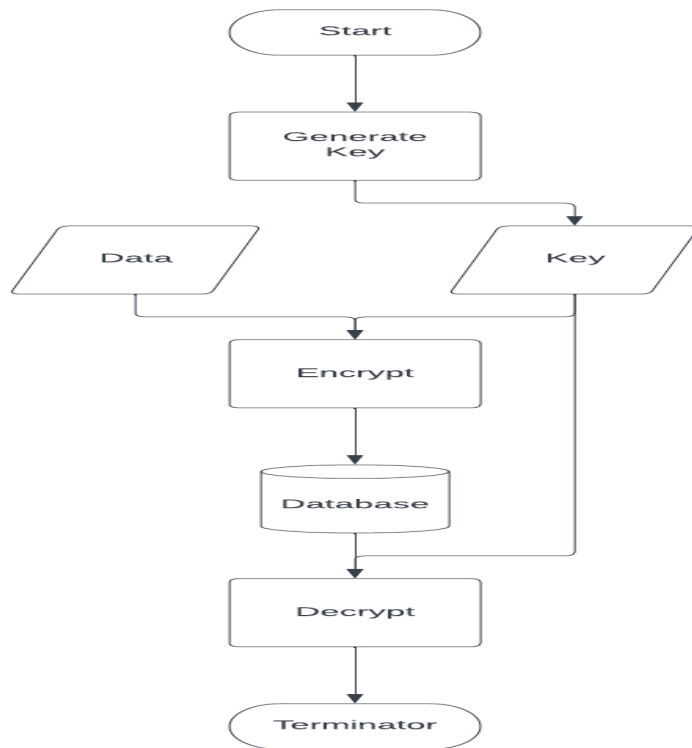 Start
Generate
Key
Data
Key
Encrypt
Database
Decrypt
Terminator